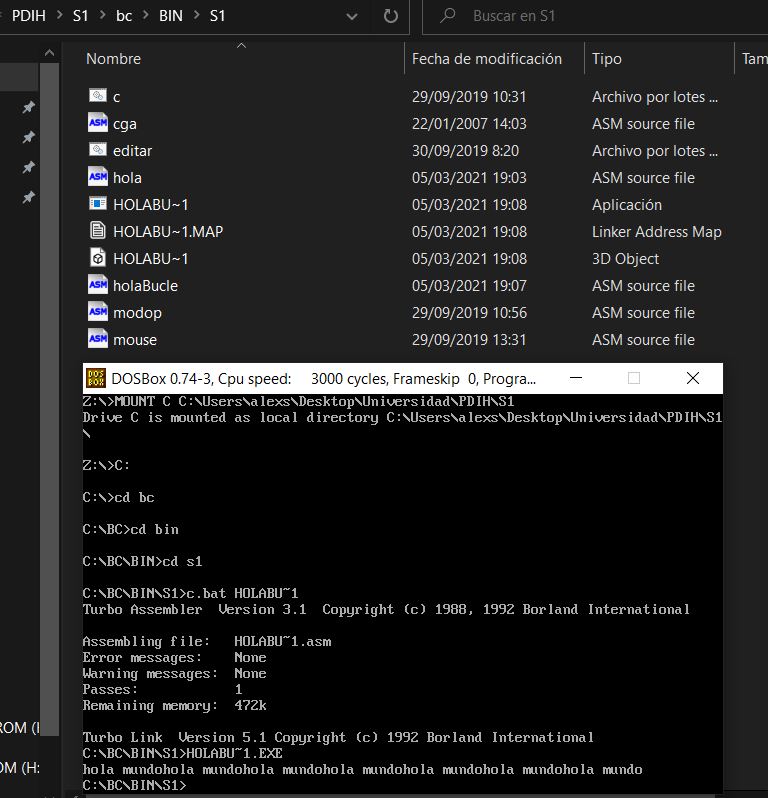 PDIH > S1 > bc > BIN > S1
Buscar en S1
Nombre Fecha de modificación Tipo Tam
c 29/09/2019 10:31 Archivo por lotes ...
ASM cga 22/01/2007 14:03 ASM source file
editar 30/09/2019 8:20 Archivo por lotes ...
ASM hola 05/03/2021 19:03 ASM source file
HOLABU~1 05/03/2021 19:08 Aplicación
HOLABU~1.MAP 05/03/2021 19:08 Linker Address Map
HOLABU~1 05/03/2021 19:08 3D Object
ASM holaBucle 05/03/2021 19:07 ASM source file
ASM modop 29/09/2019 10:56 ASM source file
ASM mouse 29/09/2019 13:31 ASM source file
DOS BOX DOSBox 0.74-3, Cpu speed: 3000 cycles, Frameskip 0, Progra...
Z:\>MOUNT C C:\Users\alexs\Desktop\Universidad\PDIH\S1
Drive C is mounted as local directory C:\Users\alexs\Desktop\Universidad\PDIH\S1
\
Z:\>C:
C:\>cd bc
C:\BC>cd bin
C:\BC\BIN>cd s1
C:\BC\BIN\S1>c.bat HOLABU~1
Turbo Assembler Version 3.1 Copyright (c) 1988, 1992 Borland International
Assembling file: HOLABU~1.asm
Error messages: None
Warning messages: None
Passes: 1
Remaining memory: 472k
Turbo Link Version 5.1 Copyright (c) 1992 Borland International
C:\BC\BIN\S1>HOLABU~1.EXE
hola mundohola mundohola mundohola mundohola mundohola mundohola mundo
C:\BC\BIN\S1>
ROM (
OM (H: